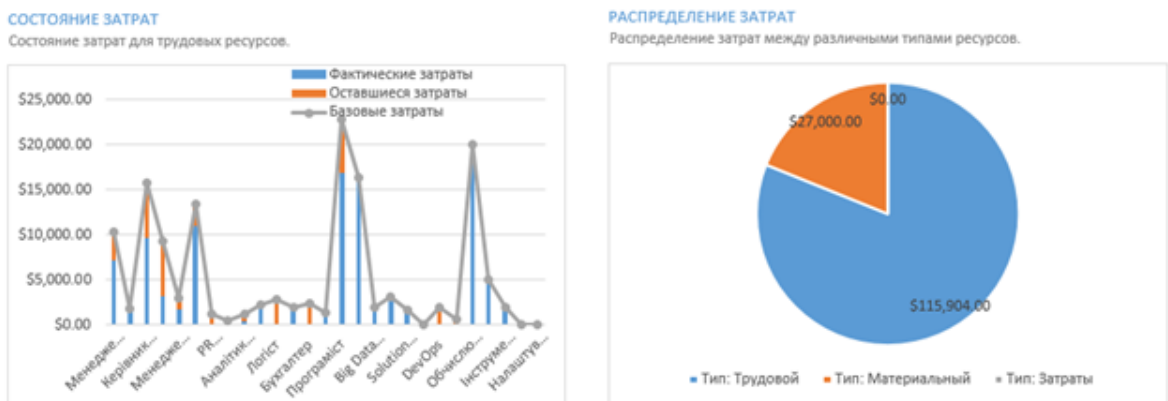 СОСТОЯНИЕ ЗАТРАТ
Состояние затрат для трудовых ресурсов.
Фактические затраты
Оставшиеся затраты
Базовые затраты
$25,000.00
$20,000.00
$15,000.00
$10,000.00
$5,000.00
$0.00
Менедже...
Керівник...
Менедже...
PR...
Аналітик...
Логіст
Бухгалтер
Програміст
Big Data...
Solution...
DevOps
Обчислю...
Інструме...
Налаштув...
РАСПРЕДЕЛЕНИЕ ЗАТРАТ
Распределение затрат между различными типами ресурсов.
$0.00
$27,000.00
$115,904.00
Тип: Трудовой
Тип: Материальный
Тип: Затраты